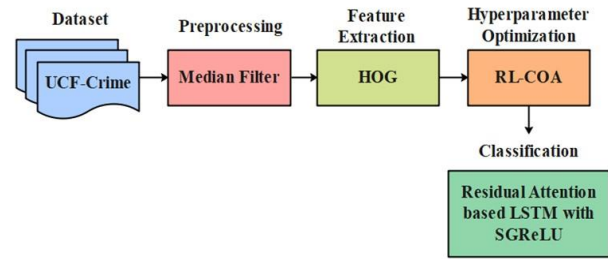 Dataset
UCF-Crime
Preprocessing
Median Filter
Feature
Extraction
HOG
Hyperparameter
Optimization
RL-COA
Classification
Residual Attention
based LSTM with
SGReLU